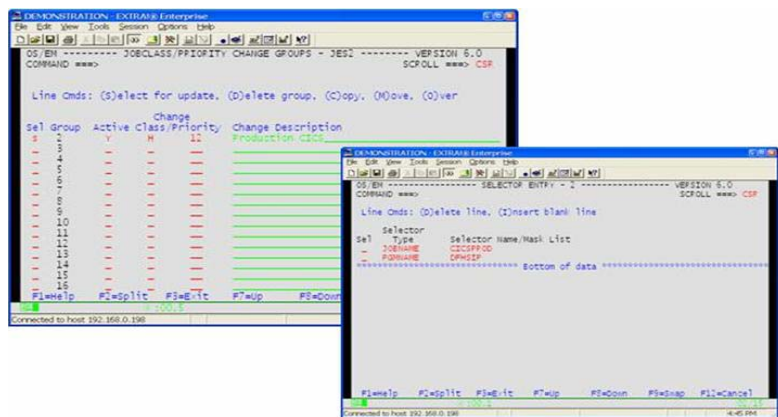 DEMONSTRATION - EXTRA!® Enterprise
File Edit View Tools Session Options Help
OS/EM --------- JOBCLASS/PRIORITY CHANGE GROUPS - JES2 -------- VERSION 6.0
COMMAND ===> SCROLL ===> CSR
Line Cmds: (S)elect for update, (D)elete group, (C)opy, (M)ove, (O)ver
Change
Sel Group Active Class/Priority Change Description
s 2 Y H 12 Production CICS
_ 3
_ 4
_ 5
_ 6
_ 7
_ 8
_ 9
_ 10
_ 11
_ 12
_ 13
_ 14
_ 15
_ 16
F1=Help F2=Split F3=Exit F7=Up F8=Down
Connected to host 192.168.0.198
DEMONSTRATION - EXTRA!® Enterprise
File Edit View Tools Session Options Help
OS/EM ----------------- SELECTOR ENTRY - 2 ----------------- VERSION 6.0
COMMAND ===> SCROLL ===> CSR
Line Cmds: (D)elete line, (I)nsert blank line
Selector
Sel Type Selector Name/Mask List
_ JOBNAME CICSPROD
_ PGMNAME DFHSIP
Bottom of data
F1=Help F2=Split F3=Exit F7=Up F8=Down F9=Swap F12=Cancel
Connected to host 192.168.0.198 4:45 PM